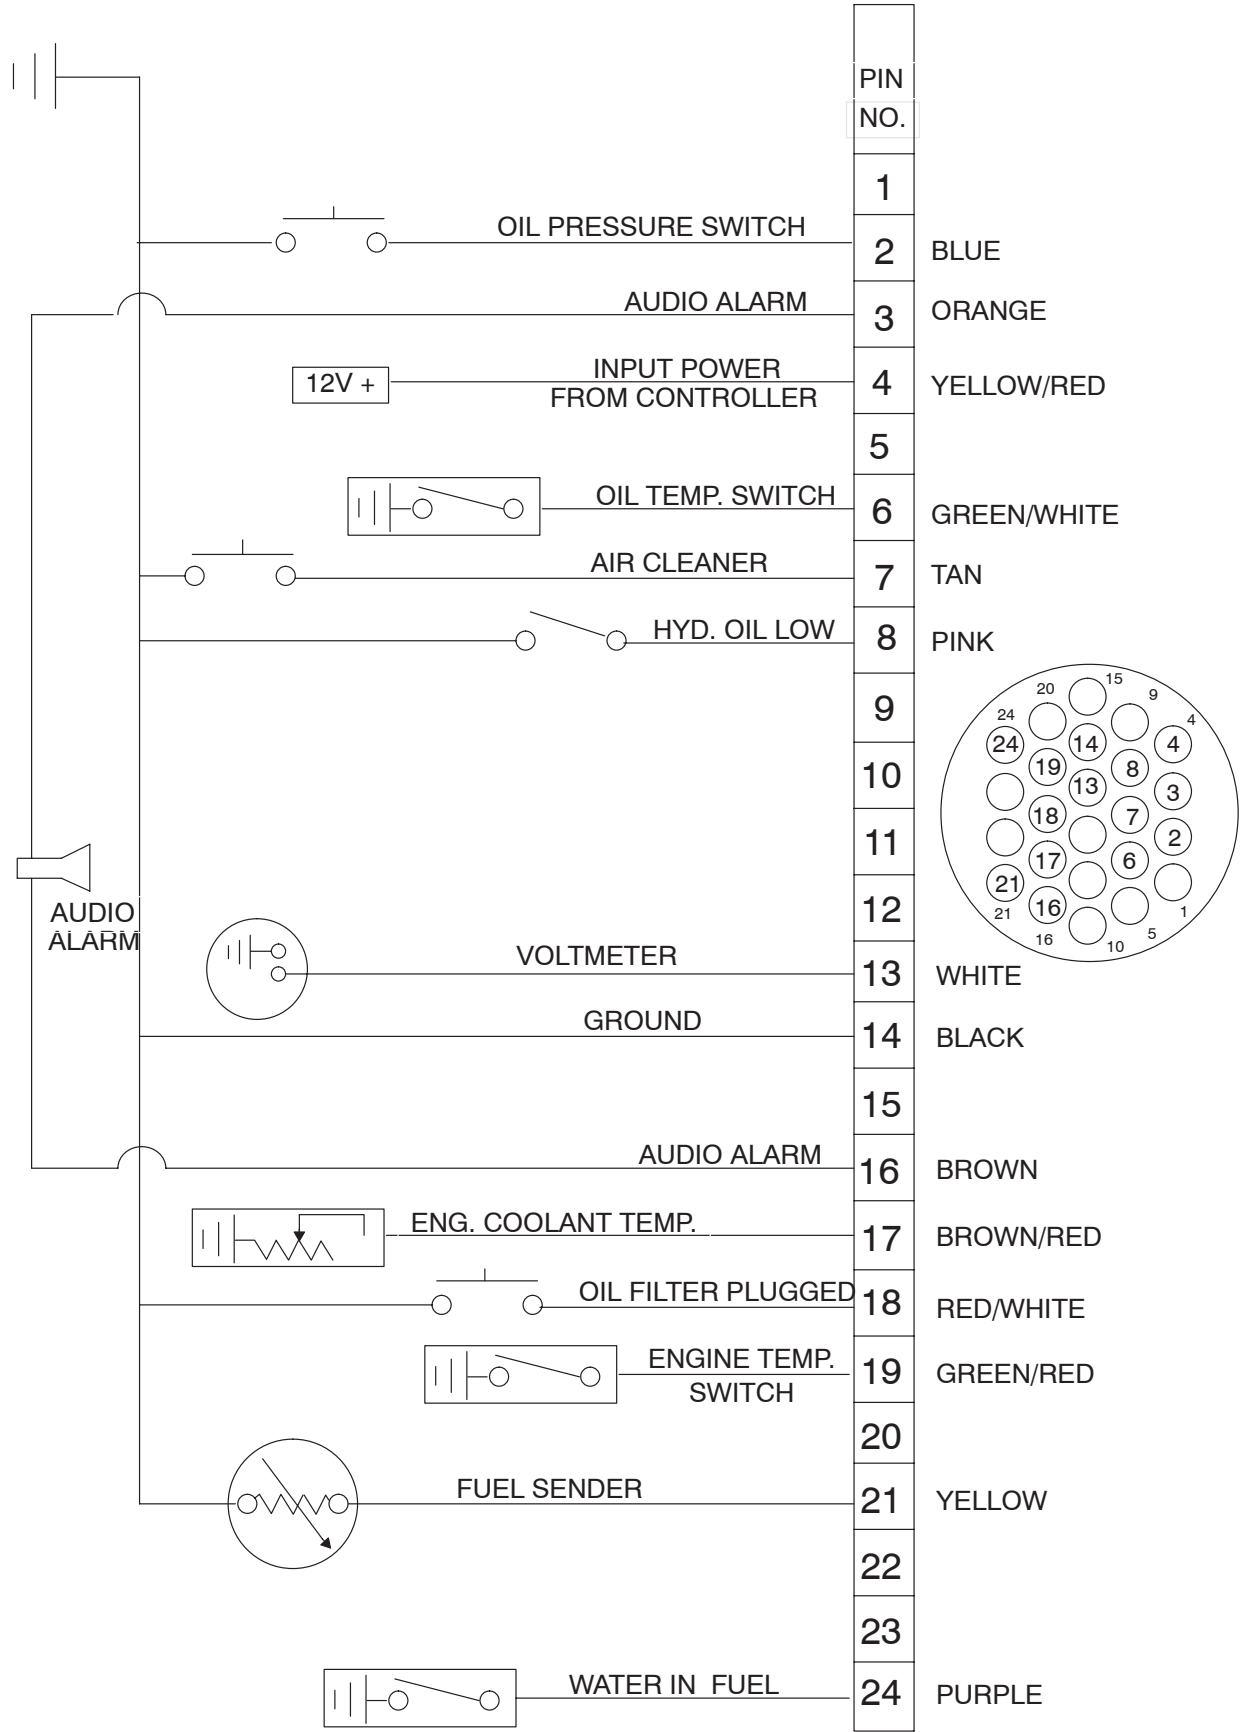 PIN
NO.
1
OIL PRESSURE SWITCH 2 BLUE
AUDIO ALARM 3 ORANGE
12V + INPUT POWER
FROM CONTROLLER 4 YELLOW/RED
5
OIL TEMP. SWITCH 6 GREEN/WHITE
AIR CLEANER 7 TAN
HYD. OIL LOW 8 PINK
9
10
11
12
AUDIO
ALARM
VOLTMETER 13 WHITE
GROUND 14 BLACK
15
AUDIO ALARM 16 BROWN
ENG. COOLANT TEMP. 17 BROWN/RED
OIL FILTER PLUGGED 18 RED/WHITE
ENGINE TEMP.
SWITCH 19 GREEN/RED
20
FUEL SENDER 21 YELLOW
22
23
WATER IN FUEL 24 PURPLE
15
20 9
24 4
24 14 4
19 8
13 3
18 7
2
17 6
21
16
21 1
16 10 5